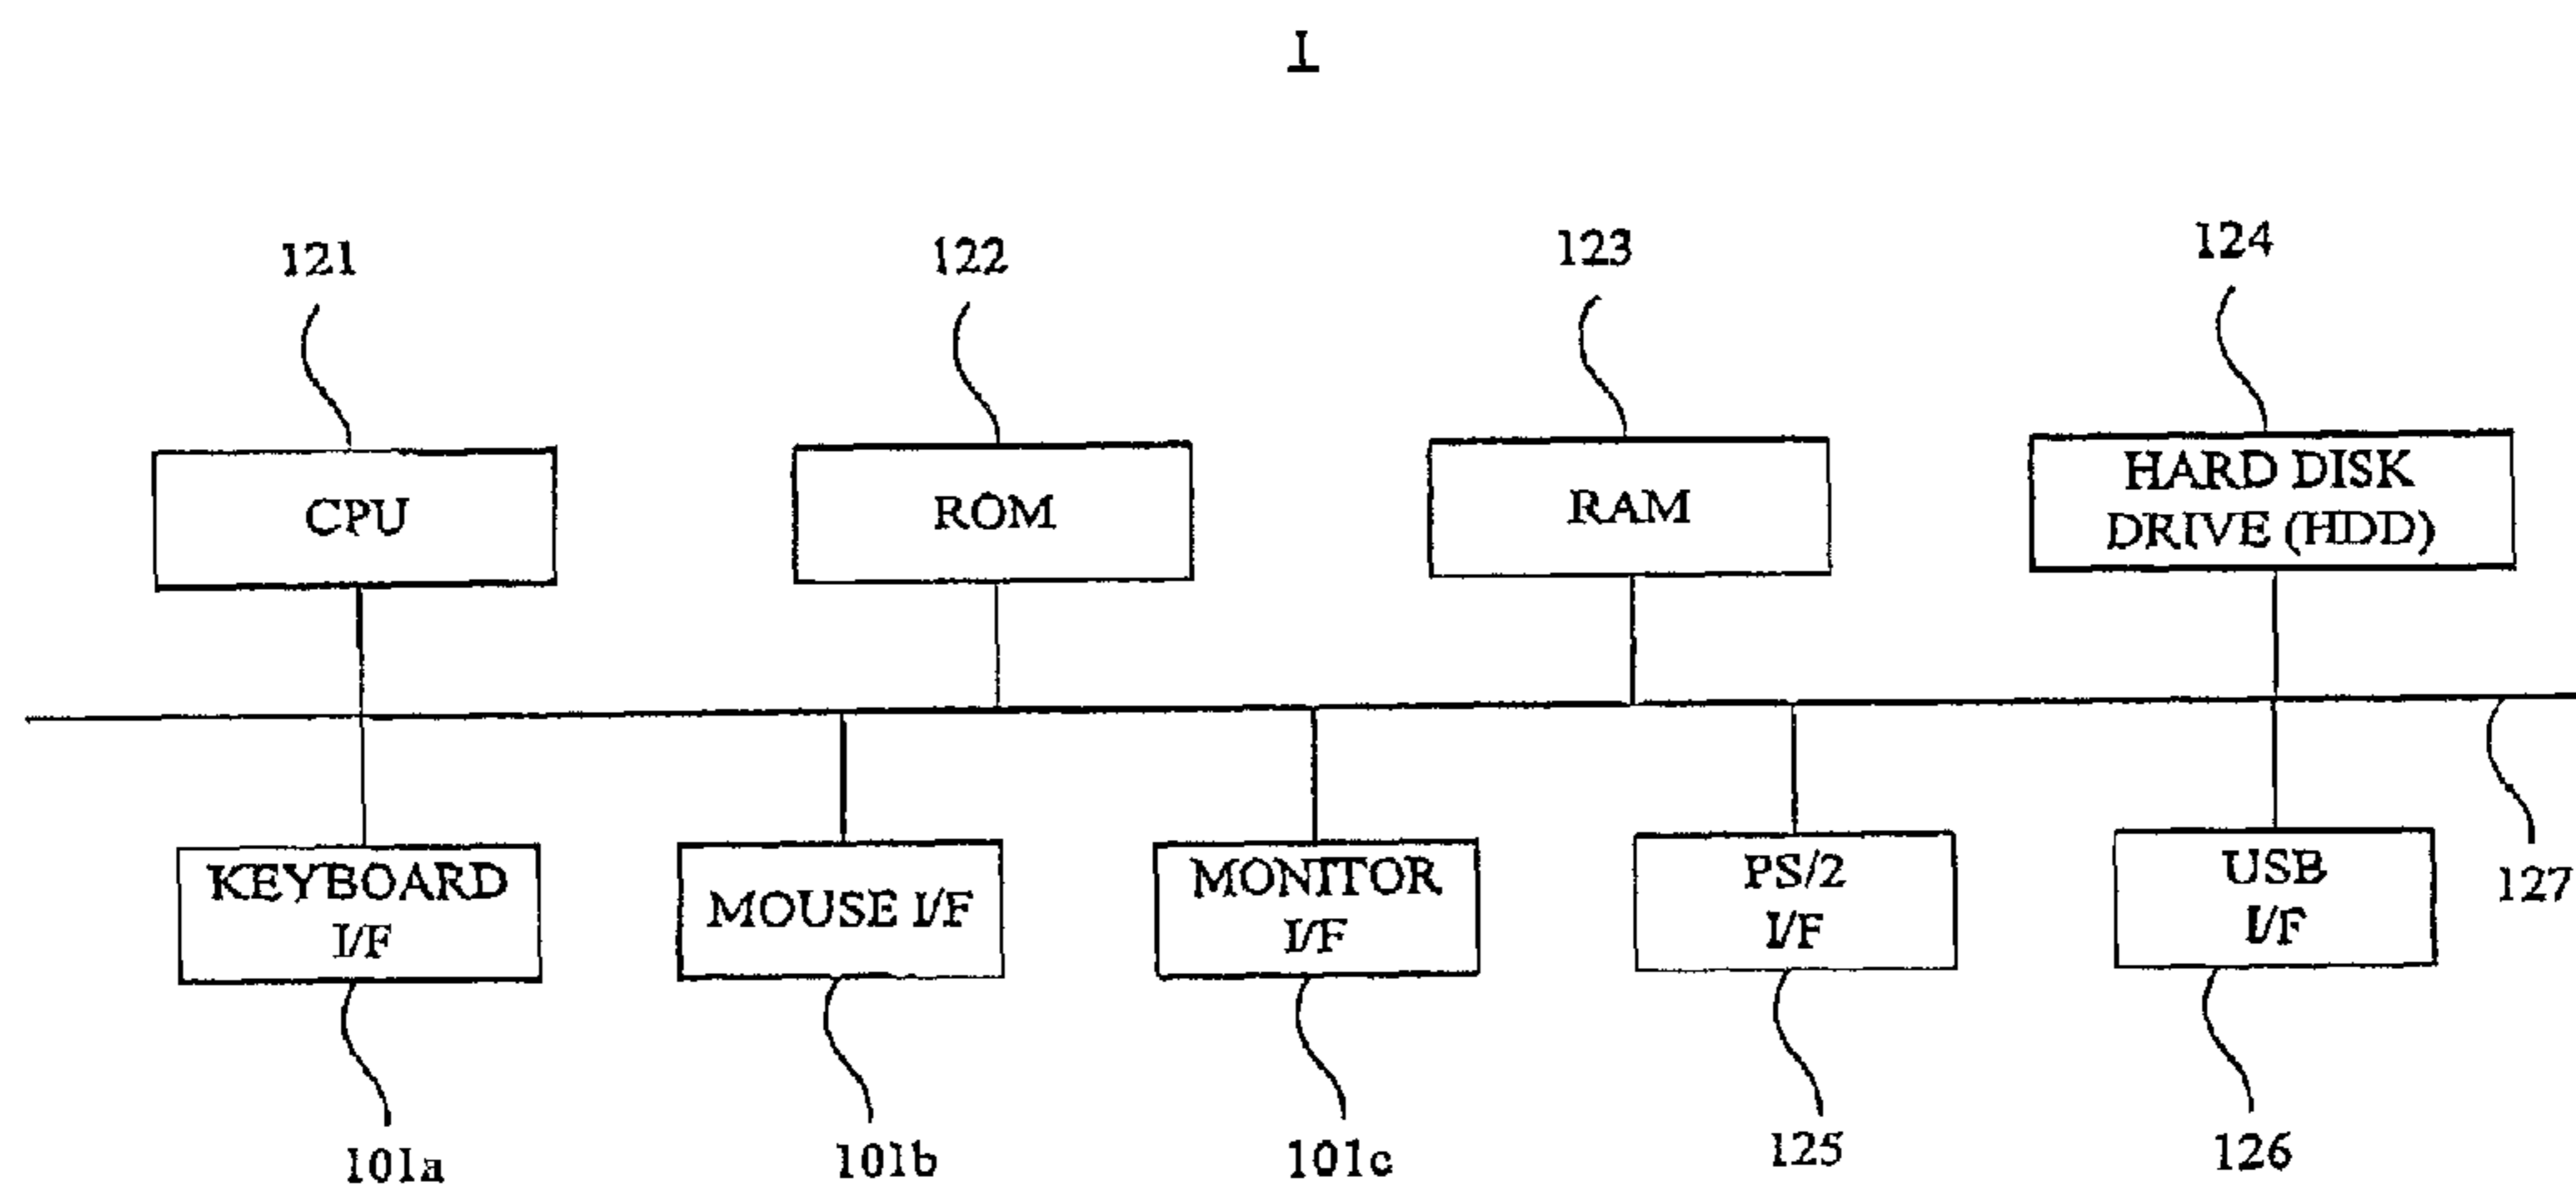 1
121
122
123
124
CPU
ROM
RAM
HARD DISK
DRIVE (HDD)
KEYBOARD
I/F
MOUSE I/F
MONITOR
I/F
PS/2
I/F
USB
I/F
127
101a
101b
101c
125
126